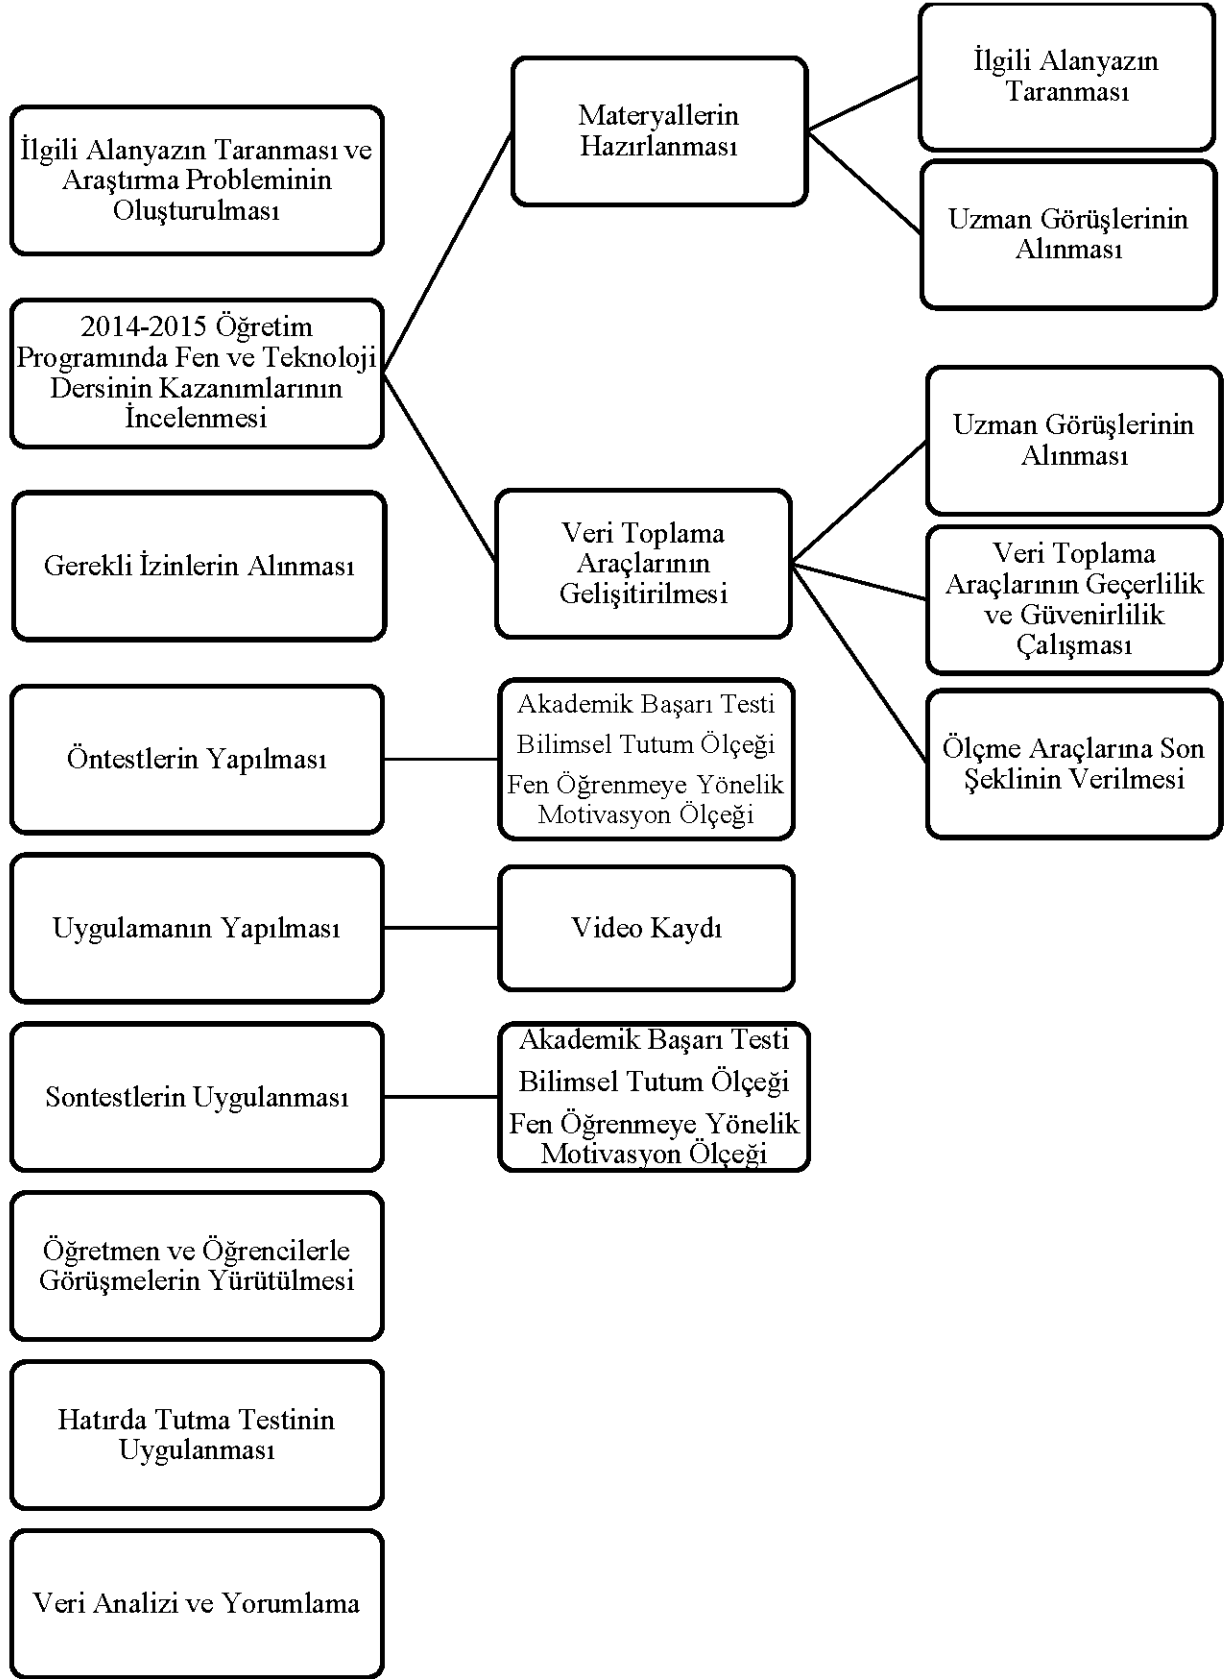 İlgili Alanyazın Taranması ve
Araştırma Probleminin
Oluşturulması
2014-2015 Öğretim
Programında Fen ve Teknoloji
Dersinin Kazanımlarının
İncelenmesi
Materyallerin
Hazırlanması
İlgili Alanyazın
Taranması
Uzman Görüşlerinin
Alınması
Veri Toplama
Araçlarının
Gelişitirilmesi
Uzman Görüşlerinin
Alınması
Veri Toplama
Araçlarının Geçerlilik
ve Güvenirlilik
Çalışması
Ölçme Araçlarına Son
Şeklinin Verilmesi
Gerekli İzinlerin Alınması
Öntestlerin Yapılması
Akademik Başarı Testi
Bilimsel Tutum Ölçeği
Fen Öğrenmeye Yönelik
Motivasyon Ölçeği
Uygulamanın Yapılması
Video Kaydı
Sontestlerin Uygulanması
Akademik Başarı Testi
Bilimsel Tutum Ölçeği
Fen Öğrenmeye Yönelik
Motivasyon Ölçeği
Öğretmen ve Öğrencilerle
Görüşmelerin Yürütülmesi
Hatırda Tutma Testinin
Uygulanması
Veri Analizi ve Yorumlama